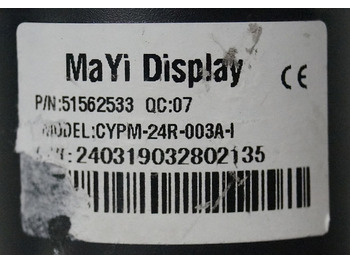 MaYi Display
CE
P/N:51562533 QC:07
MODEL:CYPM-24R-003A-I
240319032802135